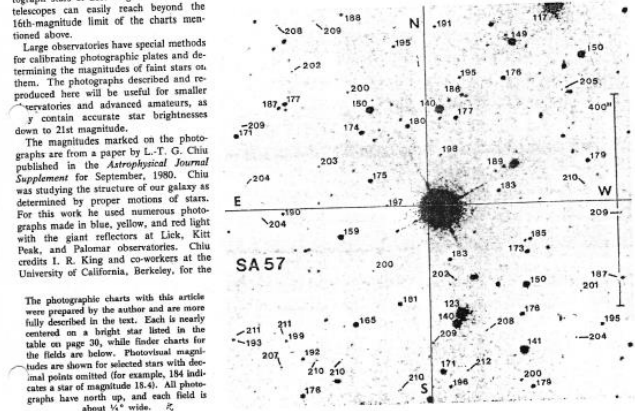 telescopes can easily reach beyond the
16th-magnitude limit of the charts men-
tioned above.
Large observatories have special methods
for calibrating photographic plates and de-
termining the magnitudes of faint stars on
them. The photographs described and re-
produced here will be useful for smaller
servatories and advanced amateurs, as
y contain accurate star brightnesses
down to 21st magnitude.
The magnitudes marked on the photo-
graphs are from a paper by L.-T. G. Chiu
published in the Astrophysical Journal
Supplement for September, 1980. Chiu
was studying the structure of our galaxy as
determined by proper motions of stars.
For this work he used numerous photo-
graphs made in blue, yellow, and red light
with the giant reflectors at Lick, Kitt
Peak, and Palomar observatories. Chiu
credits I. R. King and co-workers at the
University of California, Berkeley, for the
The photographic charts with this article
were prepared by the author and are more
fully described in the text. Each is nearly
centered on a bright star listed in the
table on page 30, while finder charts for
the fields are below. Photovisual magni-
tudes are shown for selected stars with dec-
imal points omitted (for example, 184 indi-
cates a star of magnitude 18.4). All photo-
graphs have north up, and each field is
about ¼° wide.
188
N
191
117
208
209
149
195
150
202
195
176
205
200
186
187
177
150
140
400"
177
180
209
171
174
198
203
189
179
204
175
183
210
E
197
W
190
209
204
159
185
183
173
SA 57
200
202
187
150
201
181
123
176
140
195
211
211
165
208
193
199
209
204
207
192
141
210
210
212
171
200
210
176
S
196
179